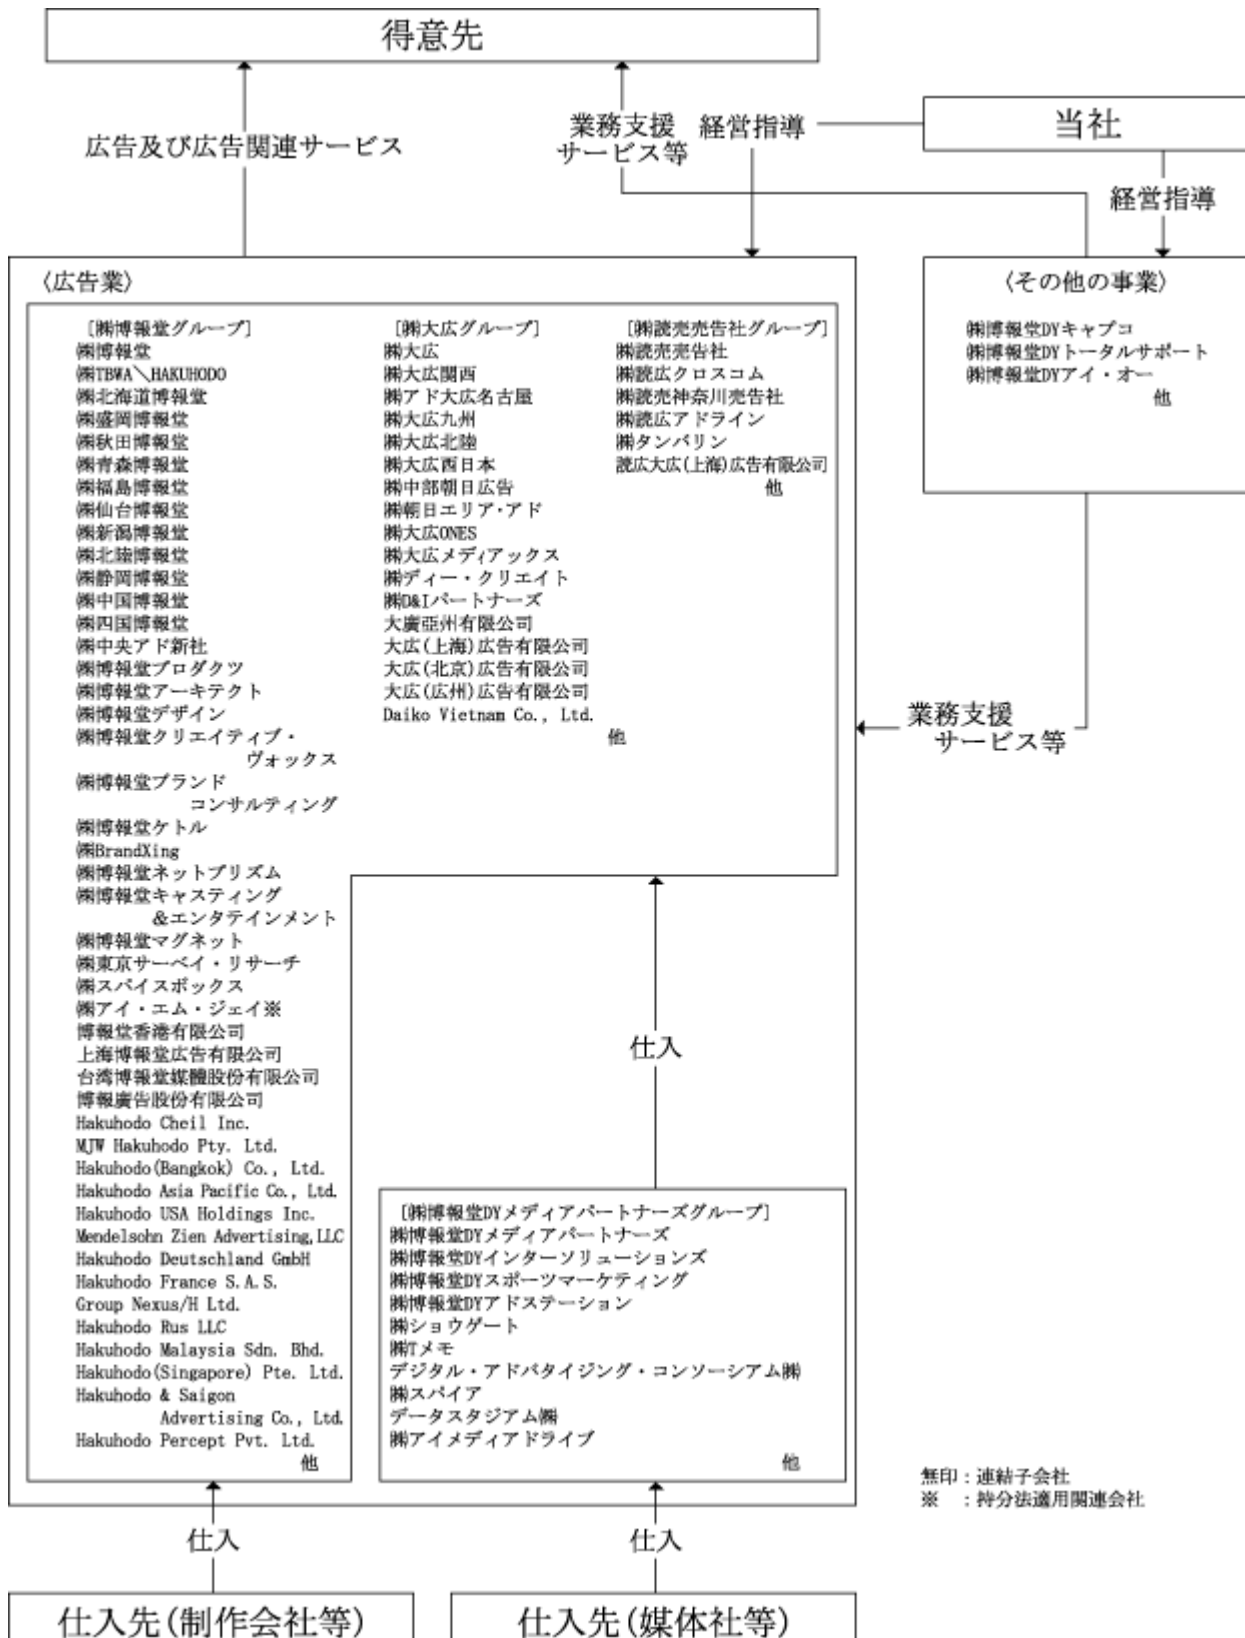 得意先
広告及び広告関連サービス
業務支援
サービス等
経営指導
当社
経営指導
〈広告業〉
[㈱博報堂グループ]
㈱博報堂
㈱TBWA＼HAKUHODO
㈱北海道博報堂
㈱盛岡博報堂
㈱秋田博報堂
㈱青森博報堂
㈱福島博報堂
㈱仙台博報堂
㈱新潟博報堂
㈱北陸博報堂
㈱静岡博報堂
㈱中国博報堂
㈱四国博報堂
㈱中央アド新社
㈱博報堂プロダクツ
㈱博報堂アーキテクト
㈱博報堂デザイン
㈱博報堂クリエイティブ・
ヴォックス
㈱博報堂ブランド
コンサルティング
㈱博報堂ケトル
㈱BrandXing
㈱博報堂ネットプリズム
㈱博報堂キャスティング
＆エンタテインメント
㈱博報堂マグネット
㈱東京サーベイ・リサーチ
㈱スパイスボックス
㈱アイ・エム・ジェイ※
博報堂香港有限公司
上海博報堂広告有限公司
台湾博報堂媒體股份有限公司
博報廣告股份有限公司
Hakuhodo Cheil Inc.
MJW Hakuhodo Pty. Ltd.
Hakuhodo(Bangkok) Co., Ltd.
Hakuhodo Asia Pacific Co., Ltd.
Hakuhodo USA Holdings Inc.
Mendelsohn Zien Advertising,LLC
Hakuhodo Deutschland GmbH
Hakuhodo France S.A.S.
Group Nexus/H Ltd.
Hakuhodo Rus LLC
Hakuhodo Malaysia Sdn. Bhd.
Hakuhodo(Singapore) Pte. Ltd.
Hakuhodo & Saigon
Advertising Co., Ltd.
Hakuhodo Percept Pvt. Ltd.
他
[㈱大広グループ]
㈱大広
㈱大広関西
㈱アド大広名古屋
㈱大広九州
㈱大広北陸
㈱大広西日本
㈱中部朝日広告
㈱朝日エリア・アド
㈱大広ONES
㈱大広メディアックス
㈱ディー・クリエイト
㈱D&Iパートナーズ
大廣亞州有限公司
大広(上海)広告有限公司
大広(北京)広告有限公司
大広(広州)広告有限公司
Daiko Vietnam Co., Ltd.
他
[㈱読売売告社グループ]
㈱読売売告社
㈱読広クロスコム
㈱読売神奈川売告社
㈱読広アドライン
㈱タンバリン
読広大広(上海)広告有限公司
他
〈その他の事業〉
㈱博報堂DYキャプコ
㈱博報堂DYトータルサポート
㈱博報堂DYアイ・オー
他
業務支援
サービス等
仕入
[㈱博報堂DYメディアパートナーズグループ]
㈱博報堂DYメディアパートナーズ
㈱博報堂DYインターソリューションズ
㈱博報堂DYスポーツマーケティング
㈱博報堂DYアドステーション
㈱ショウゲート
㈱Tメモ
デジタル・アドバタイジング・コンソーシアム㈱
㈱スパイア
データスタジアム㈱
㈱アイメディアドライブ
他
無印：連結子会社
※　：持分法適用関連会社
仕入
仕入
仕入先(制作会社等)
仕入先(媒体社等)